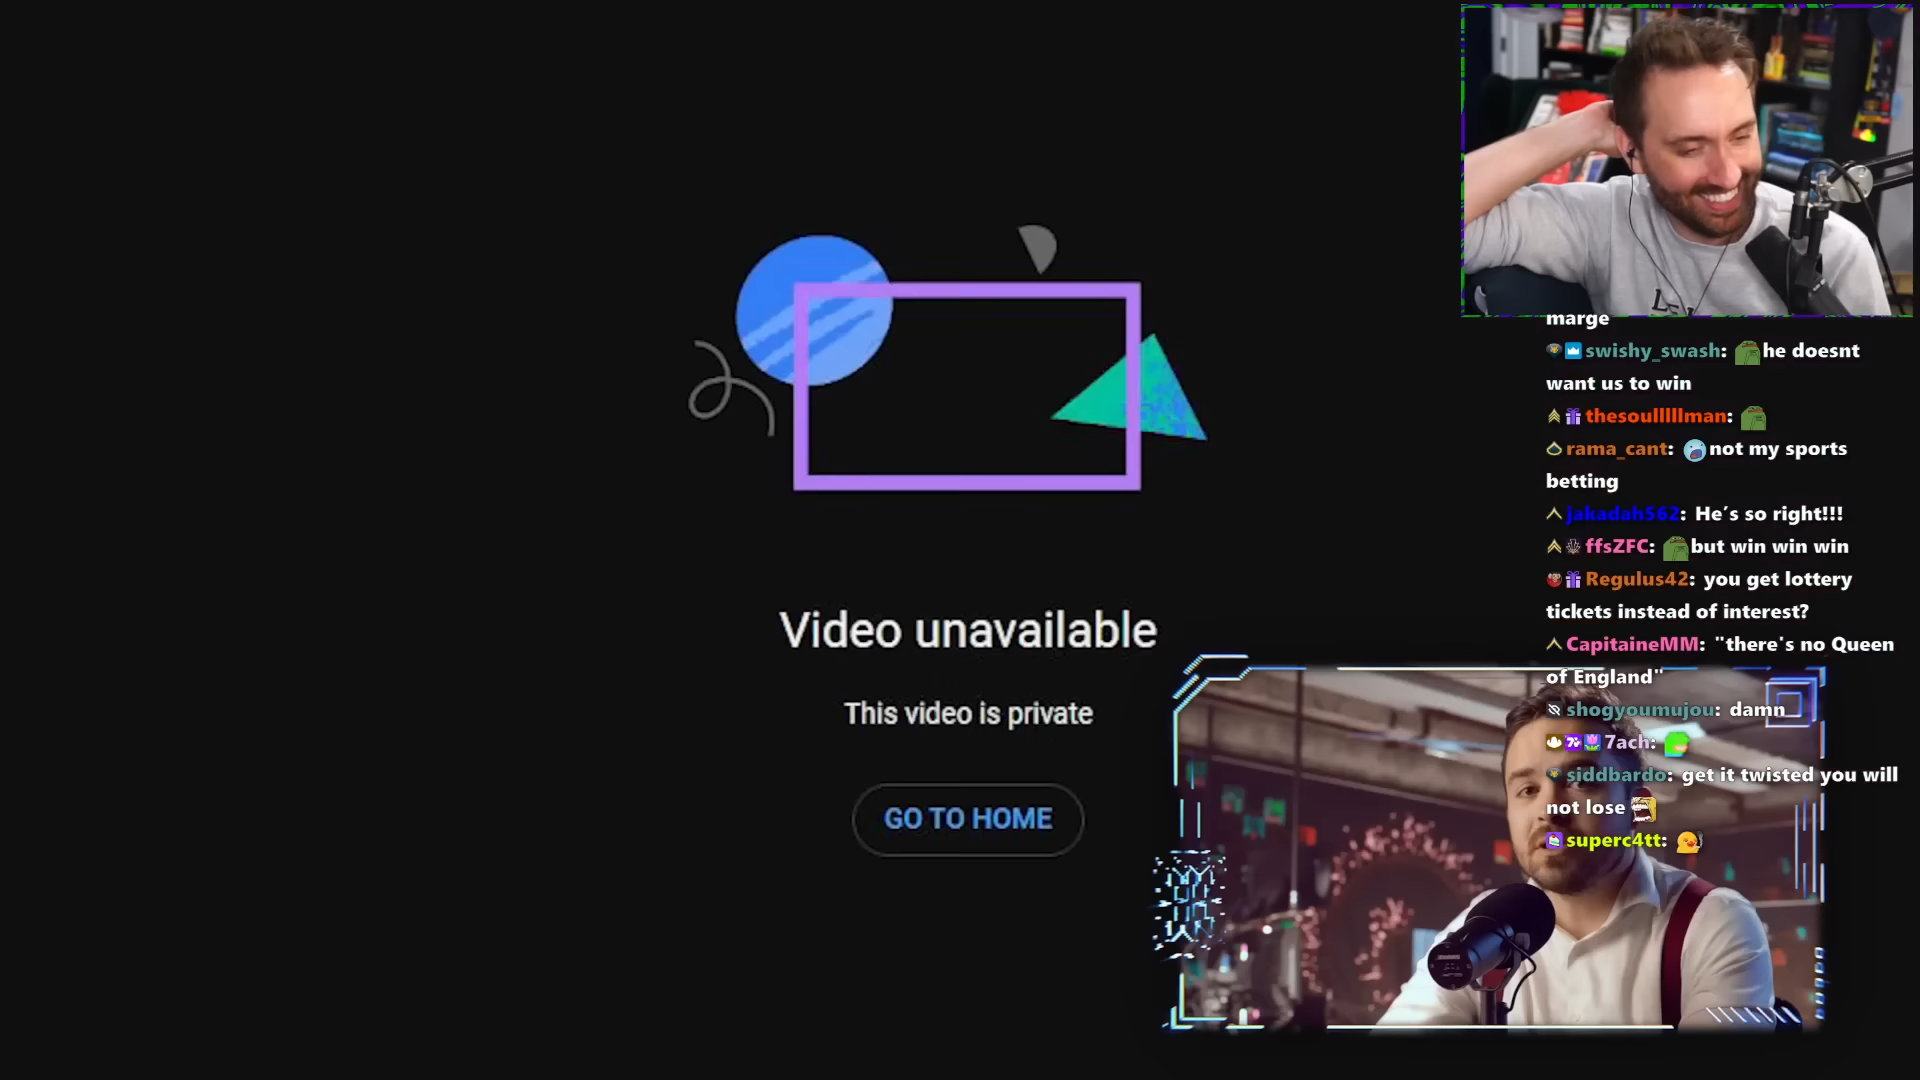 Video unavailable
This video is private
GO TO HOME
marge
swishy_swash: he doesnt
want us to win
thesoulllllman:
rama_cant: not my sports
betting
Jakadah562: He's so right!!!
ffsZFC: but win win win
Regulus42: you get lottery
tickets instead of interest?
CapitaineMM: "there's no Queen
of England"
shogyoumujou: damn
7ach:
siddbardo: get it twisted you will
not lose
superc4tt: